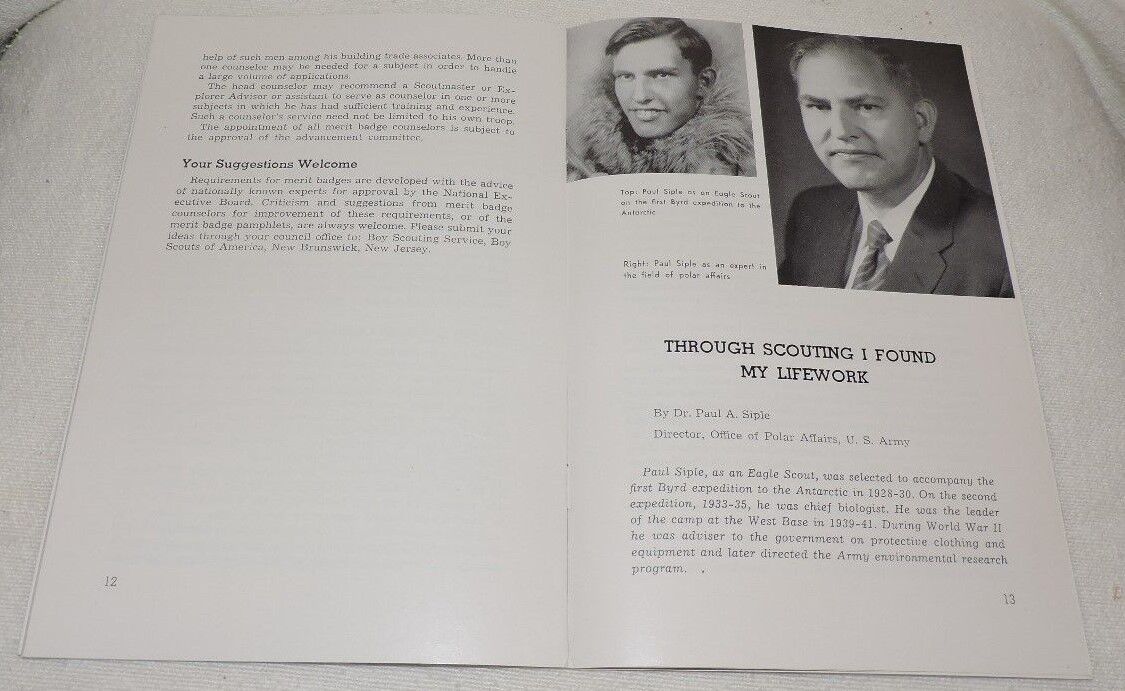 help of such men among his building trade associates. More than
one counselor may be needed for a subject in order to handle
a large volume of applications.
The head counselor may recommend a Scoutmaster or Ex-
plorer Advisor or assistant to serve as counselor in one or more
subjects in which he has had sufficient training and experience.
Such a counselor's service need not be limited to his own troop.
The appointment of all merit badge counselors is subject to
the approval of the advancement committee.
Your Suggestions Welcome
Requirements for merit badges are developed with the advice
of nationally known experts for approval by the National Ex-
ecutive Board. Criticism and suggestions from merit badge
counselors for improvement of these requirements, or of the
merit badge pamphlets, are always welcome. Please submit your
ideas through your council office to: Boy Scouting Service, Boy
Scouts of America, New Brunswick, New Jersey.
12
Top: Paul Siple as an Eagle Scout
on the first Byrd expedition to the
Antarctic
Right: Paul Siple as an expert in
the field of polar affairs
THROUGH SCOUTING I FOUND
MY LIFEWORK
By Dr. Paul A. Siple
Director, Office of Polar Affairs, U. S. Army
Paul Siple, as an Eagle Scout, was selected to accompany the
first Byrd expedition to the Antarctic in 1928-30. On the second
expedition, 1933-35, he was chief biologist. He was the leader
of the camp at the West Base in 1939-41. During World War II
he was adviser to the government on protective clothing and
equipment and later directed the Army environmental research
program.
13